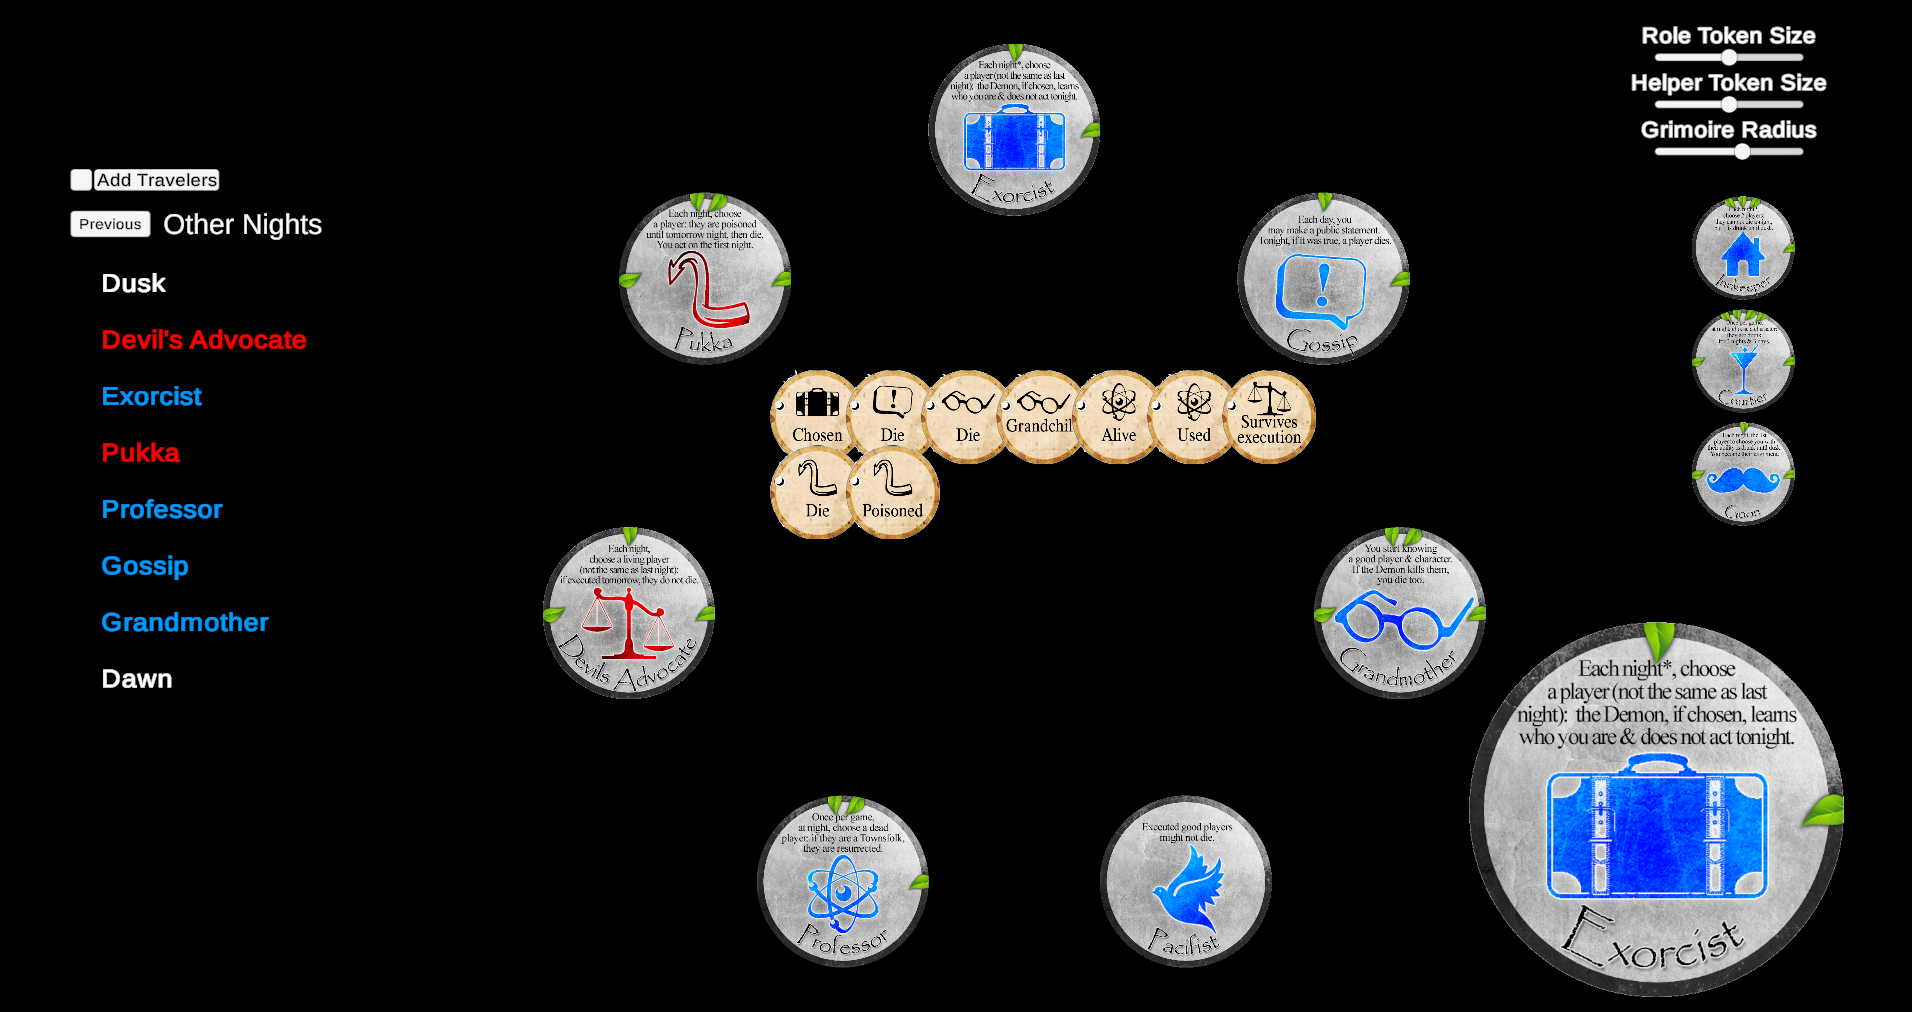 Role Token Size
Helper Token Size
Grimoire Radius
Add Travelers
Previous
Other Nights
Dusk
Devil's Advocate
Exorcist
Pukka
Professor
Gossip
Grandmother
Dawn
Each night*, choose
a player (not the same as last
night): the Demon, if chosen, learns
who you are & does not act tonight.
Exorcist
Each night, choose
a player: they are poisoned
until tomorrow night, then die.
You act on the first night.
Pukka
Each day, you
may make a public statement.
Tonight, if it was true, a player dies.
Gossip
Chosen
Die
Die
Grandchil
Alive
Used
Survives
execution
Die
Poisoned
Each night,
choose a living player
(not the same as last night):
if executed tomorrow, they do not die.
Devils Advocate
You start knowing
a good player & character.
If the Demon kills them,
you die too.
Grandmother
Once per game,
at night, choose a dead
player: if they are a Townsfolk,
they are resurrected.
Professor
Executed good players
might not die.
Pacifist
Innkeeper
Courtier
Goon
Each night*, choose
a player (not the same as last
night): the Demon, if chosen, learns
who you are & does not act tonight.
Exorcist